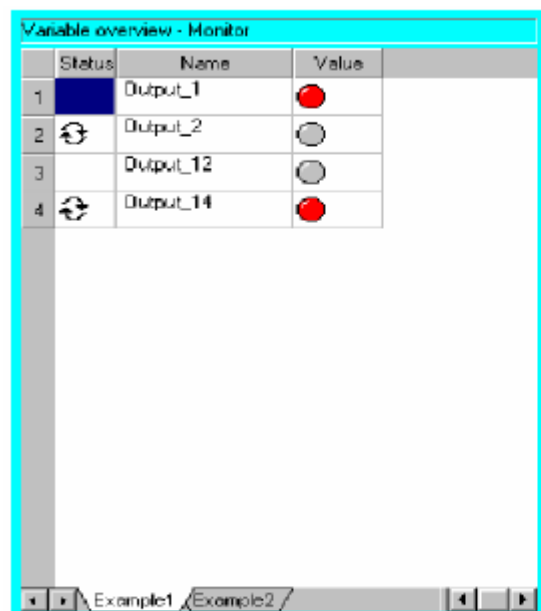 Variable overview - Monitor
Status Name Value
1 Output_1
2 Output_2
3 Output_12
4 Output_14
Example1 Example2